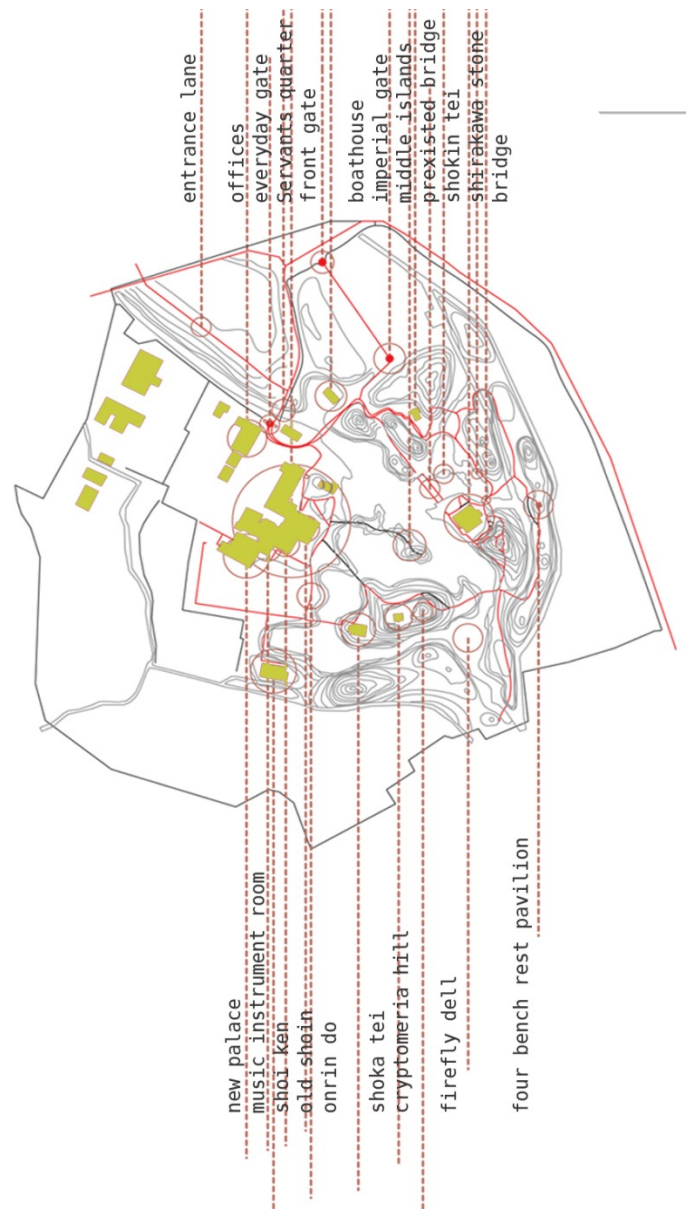 entrance lane
offices
everyday gate
Servants quarter
front gate
boathouse
imperial gate
middle islands
prexisted bridge
shokin tei
shirakawa stone
bridge
new palace
music instrument room
shoi ken
old shoin
onrin do
shoka tei
cryptomeria hill
firefly dell
four bench rest pavilion